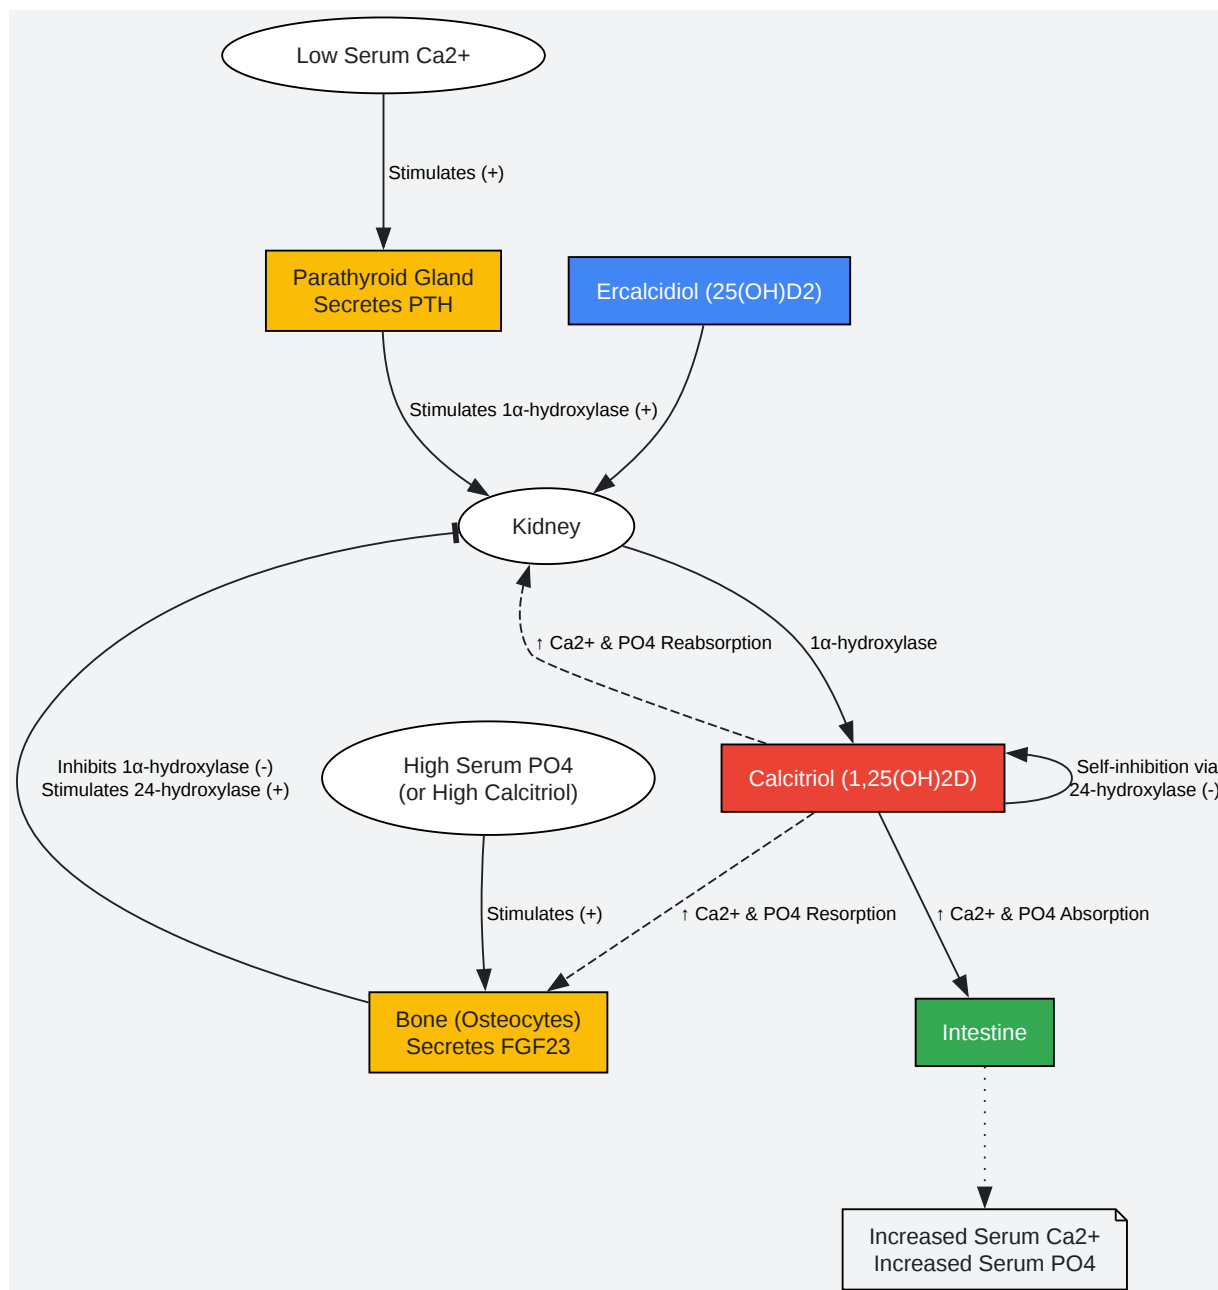 Low Serum Ca2+
Stimulates (+)
Parathyroid Gland
Secretes PTH
Ercalcidiol (25(OH)D2)
Stimulates 1α-hydroxylase (+)
Kidney
↑ Ca2+ & PO4 Reabsorption
1α-hydroxylase
Inhibits 1α-hydroxylase (-)
Stimulates 24-hydroxylase (+)
High Serum PO4
(or High Calcitriol)
Calcitriol (1,25(OH)2D)
Self-inhibition via
24-hydroxylase (-)
Stimulates (+)
↑ Ca2+ & PO4 Resorption
↑ Ca2+ & PO4 Absorption
Bone (Osteocytes)
Secretes FGF23
Intestine
Increased Serum Ca2+
Increased Serum PO4